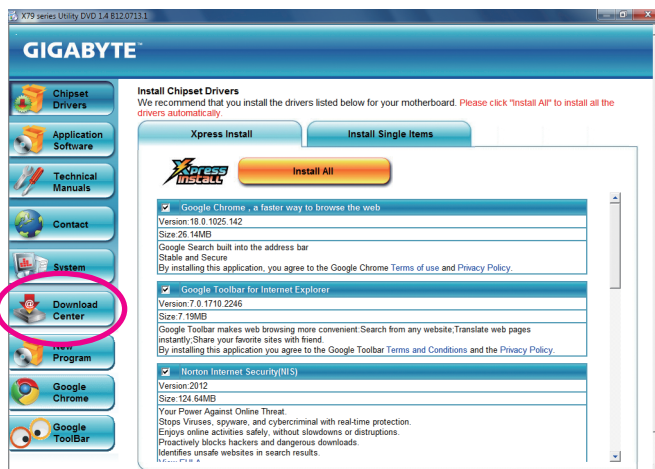 X79 series Utility DVD 1.4 B12.0713.1
GIGABYTE™
Chipset
Drivers
Application
Software
Technical
Manuals
Contact
System
Download
Center
New
Program
Google
Chrome
Google
ToolBar
Install Chipset Drivers
We recommend that you install the drivers listed below for your motherboard. Please click "Install All" to install all the
drivers automatically.
Xpress Install
Install Single Items
Xpress
INSTALL
Install All
Google Chrome , a faster way to browse the web
Version:18.0.1025.142
Size:26.14MB
Google Search built into the address bar
Stable and Secure
By installing this application, you agree to the Google Chrome Terms of use and Privacy Policy.
Google Toolbar for Internet Explorer
Version:7.0.1710.2246
Size:7.19MB
Google Toolbar makes web browsing more convenient:Search from any website;Translate web pages
instantly;Share your favorite sites with friend.
By installing this application you agree to the Google Toolbar Terms and Conditions and the Privacy Policy.
Norton Internet Security(NIS)
Version:2012
Size:124.64MB
Your Power Against Online Threat.
Stops Viruses, spyware, and cybercriminal with real-time protection.
Enjoys online activities safely, without slowdowns or distruptions.
Proactively blocks hackers and dangerous downloads.
Identifies unsafe websites in search results.
View EULA